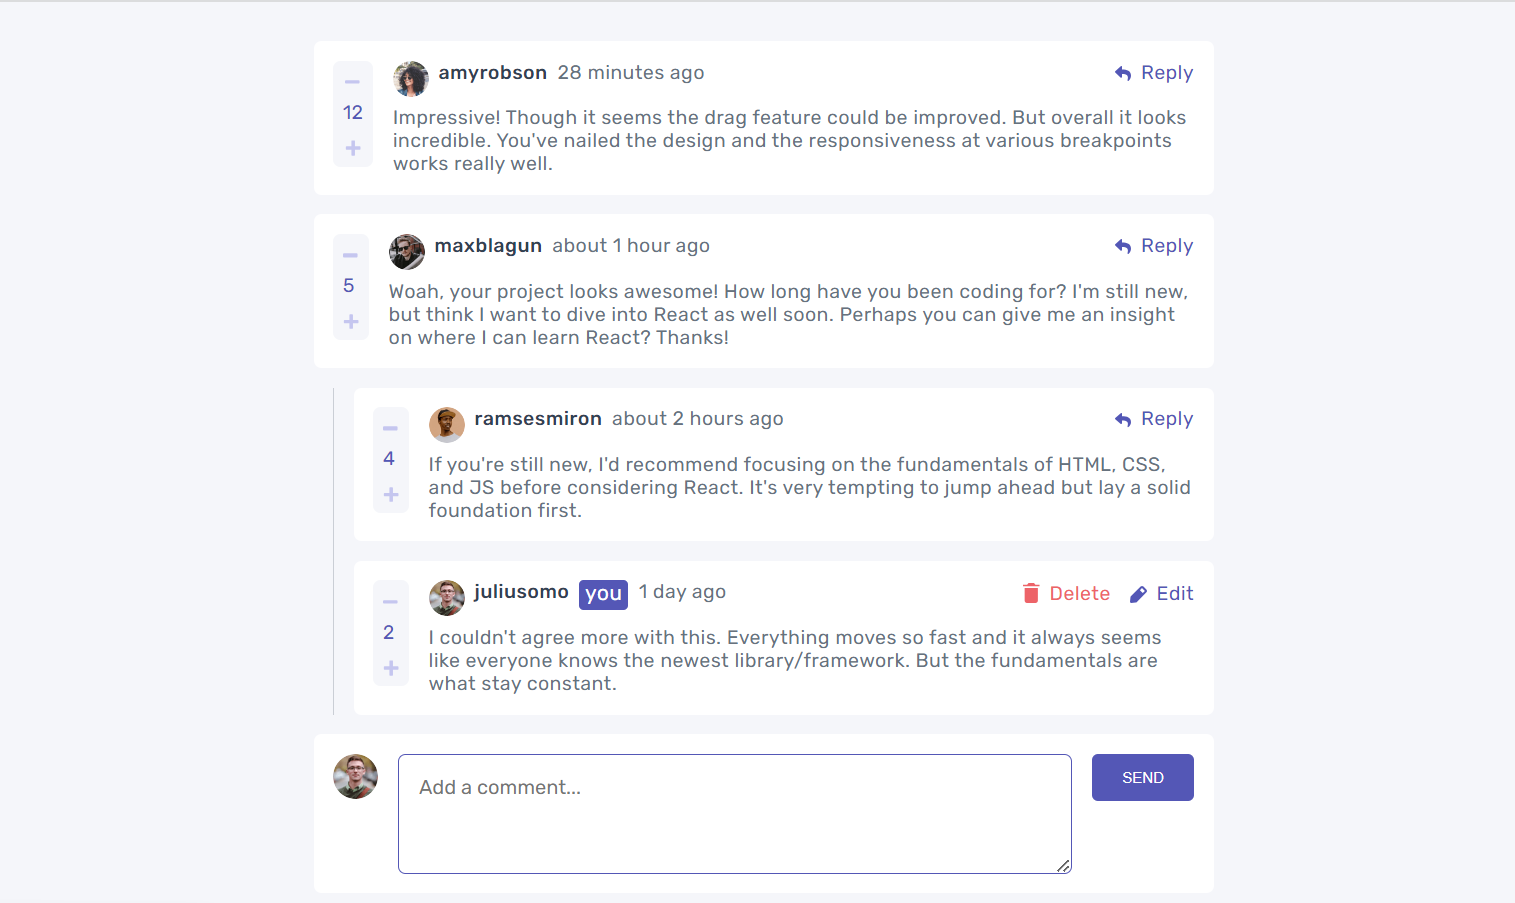 amyrobson 28 minutes ago Reply
12
Impressive! Though it seems the drag feature could be improved. But overall it looks
incredible. You've nailed the design and the responsiveness at various breakpoints
works really well.
maxblagun about 1 hour ago Reply
5
Woah, your project looks awesome! How long have you been coding for? I'm still new,
but think I want to dive into React as well soon. Perhaps you can give me an insight
on where I can learn React? Thanks!
ramsesmiron about 2 hours ago Reply
4
If you're still new, I'd recommend focusing on the fundamentals of HTML, CSS,
and JS before considering React. It's very tempting to jump ahead but lay a solid
foundation first.
juliusomo you 1 day ago Delete Edit
2
I couldn't agree more with this. Everything moves so fast and it always seems
like everyone knows the newest library/framework. But the fundamentals are
what stay constant.
Add a comment... SEND